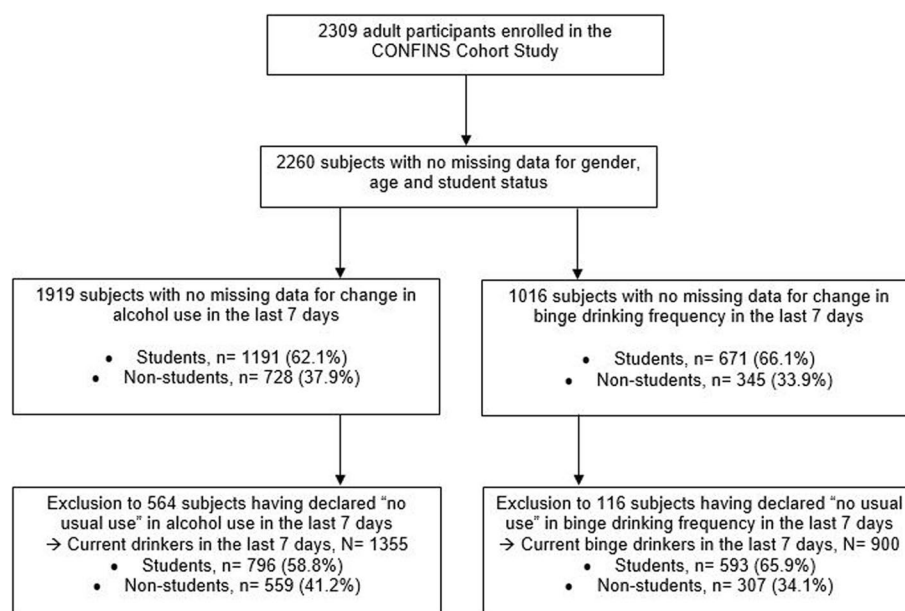 2309 adult participants enrolled in the
CONFINS Cohort Study
2260 subjects with no missing data for gender,
age and student status
1919 subjects with no missing data for change in
alcohol use in the last 7 days
• Students, n= 1191 (62.1%)
• Non-students, n= 728 (37.9%)
1016 subjects with no missing data for change in
binge drinking frequency in the last 7 days
• Students, n= 671 (66.1%)
• Non-students, n= 345 (33.9%)
Exclusion to 564 subjects having declared “no
usual use” in alcohol use in the last 7 days
→ Current drinkers in the last 7 days, N= 1355
• Students, n= 796 (58.8%)
• Non-students, n= 559 (41.2%)
Exclusion to 116 subjects having declared “no usual
use” in binge drinking frequency in the last 7 days
→ Current binge drinkers in the last 7 days, N= 900
• Students, n= 593 (65.9%)
• Non-students, n= 307 (34.1%)